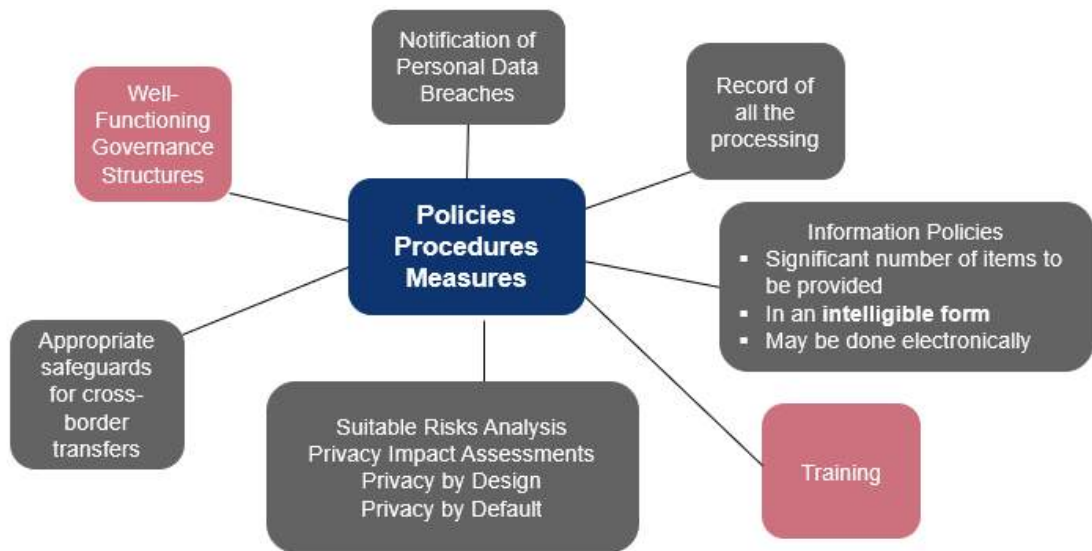 Notification of
Personal Data
Breaches
Well-
Functioning
Governance
Structures
Record of
all the
processing
Policies
Procedures
Measures
Information Policies
▪ Significant number of items to
be provided
▪ In an intelligible form
▪ May be done electronically
Appropriate
safeguards
for cross-
border
transfers
Suitable Risks Analysis
Privacy Impact Assessments
Privacy by Design
Privacy by Default
Training